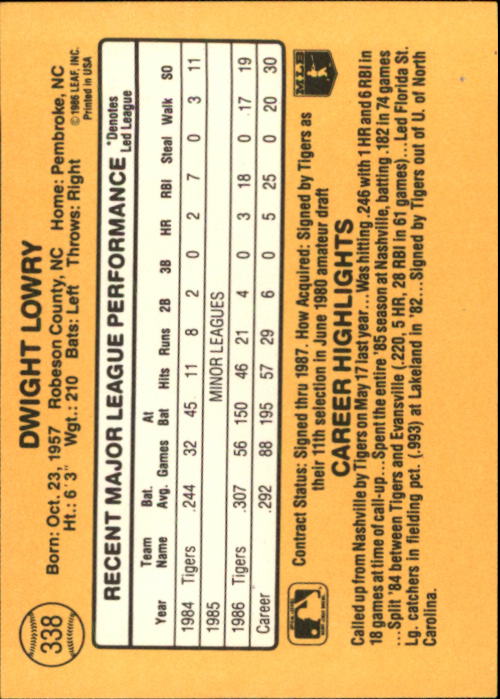 338
DWIGHT LOWRY
Born: Oct. 23, 1957 Robeson County, NC Home: Pembroke, NC
Ht.: 6'3" Wgt.: 210 Bats: Left Throws: Right
©1986 LEAF, INC.
Printed in USA
RECENT MAJOR LEAGUE PERFORMANCE *Denotes Led League
Year Team Name Bat. Avg. Games At Bat Hits Runs 2B 3B HR RBI Steal Walk SO
1984 Tigers .244 32 45 11 8 2 0 2 7 0 3 11
1985 MINOR LEAGUES
1986 Tigers .307 56 150 46 21 4 0 3 18 0 .17 19
Career .292 88 195 57 29 6 0 5 25 0 20 30
Contract Status: Signed thru 1987. How Acquired: Signed by Tigers as
their 11th selection in June 1980 amateur draft
MLB
CAREER HIGHLIGHTS
Called up from Nashville by Tigers on May 17 last year...Was hitting .246 with 1 HR and 6 RBI in
18 games at time of call-up...Spent the entire '85 season at Nashville, batting .182 in 74 games
...Split '84 between Tigers and Evansville (.220, 5 HR, 28 RBI in 61 games)...Led Florida St.
Lg. catchers in fielding pct. (.993) at Lakeland in '82...Signed by Tigers out of U. of North
Carolina.